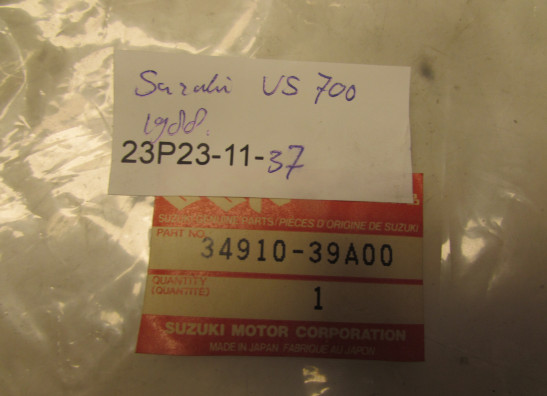 Suzuki VS 700
1988.
23P23-11-37
SUZUKI GENUINE PARTS/PIECES D'ORIGINE DE SUZUKI
PART NO.
34910-39A00
QUANTITY
(QUANTITÉ)
1
SUZUKI MOTOR CORPORATION
MADE IN JAPAN FABRIQUÉ AU JAPON